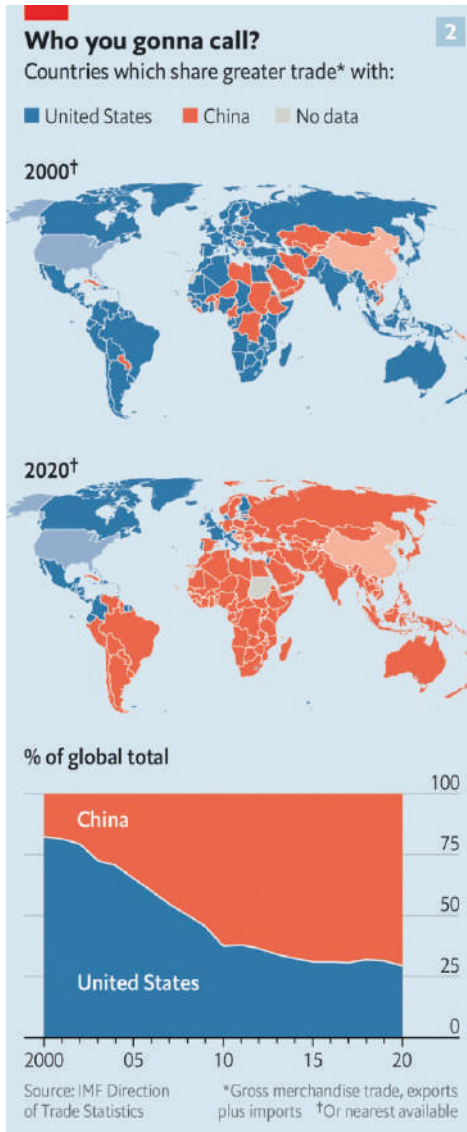 Who you gonna call?
2
Countries which share greater trade* with:
United States
China
No data
2000†
2020†
% of global total
100
China
75
50
25
United States
0
2000
05
10
15
20
Source: IMF Direction
of Trade Statistics
*Gross merchandise trade, exports
plus imports †Or nearest available